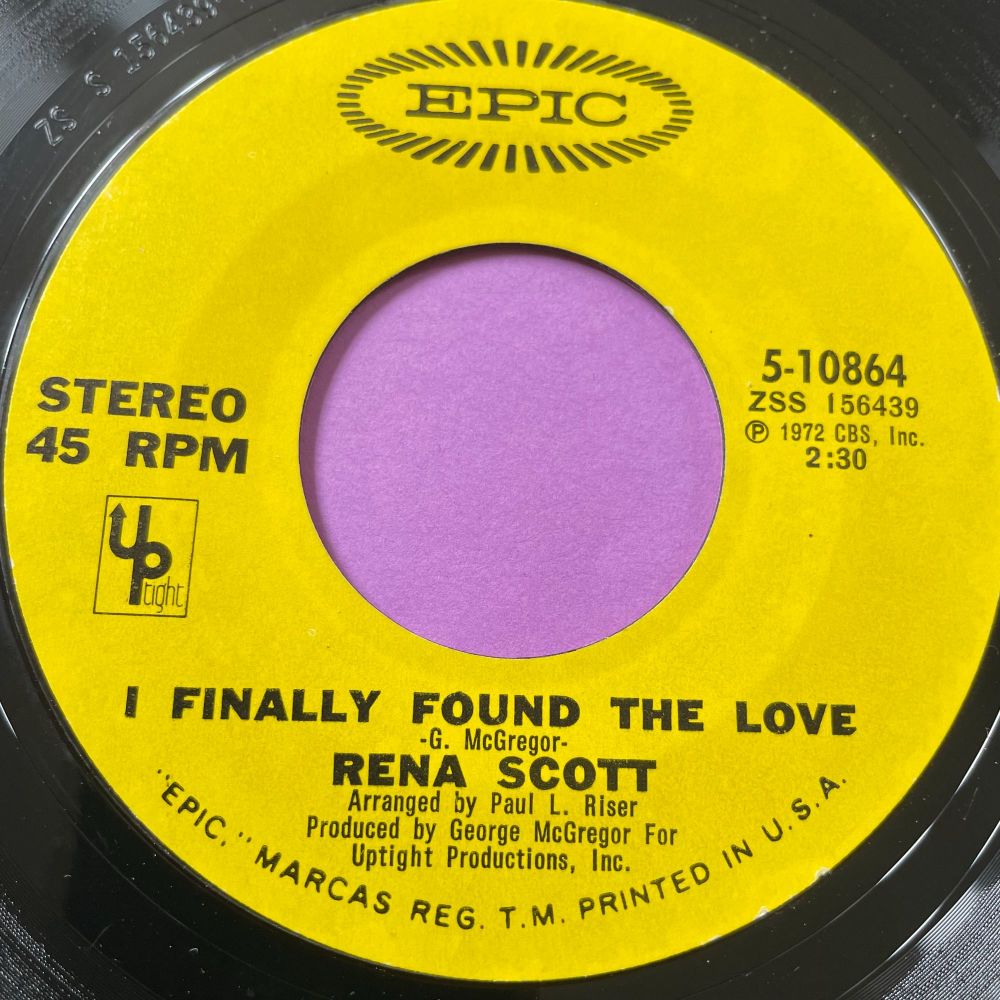 ZS S 156439
EPIC
STEREO
45 RPM
UP tight
5-10864
ZSS 156439
Ⓟ 1972 CBS, Inc.
2:30
I FINALLY FOUND THE LOVE
-G. McGregor-
RENA SCOTT
Arranged by Paul L. Riser
Produced by George McGregor For
Uptight Productions, Inc.
"EPIC," MARCAS REG. T.M. PRINTED IN U.S.A.